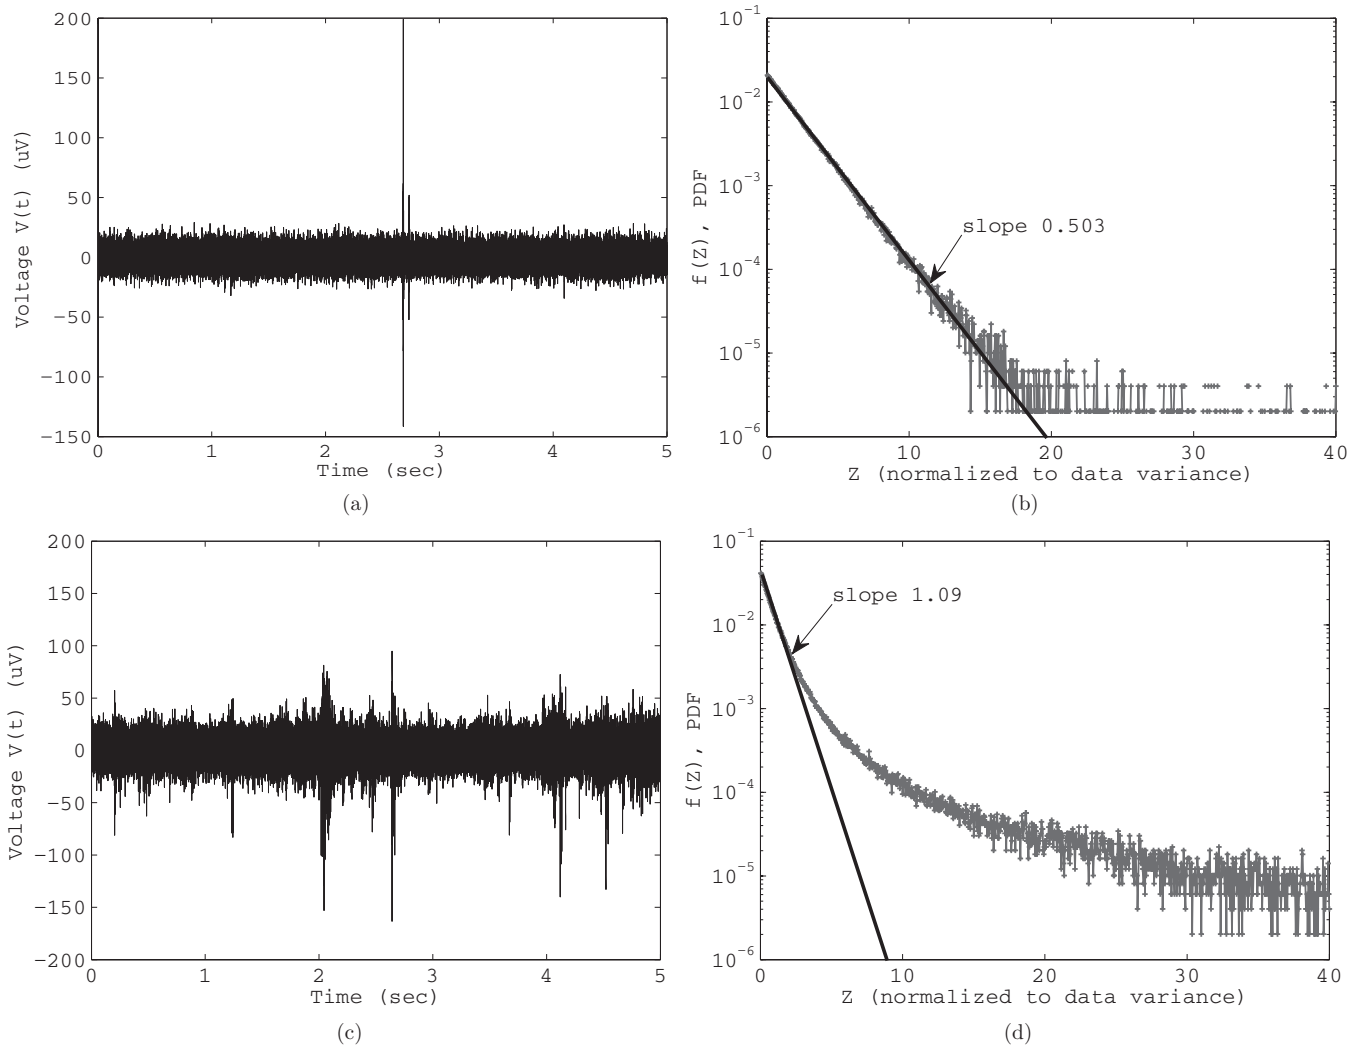 200
150
100
50
0
−50
−100
−150
0 1 2 3 4 5
Voltage V(t) (uV)
Time (sec)
(a)
10−1
10−2
10−3
10−4
10−5
10−6
0 10 20 30 40
f(Z), PDF
slope 0.503
Z (normalized to data variance)
(b)
200
150
100
50
0
−50
−100
−150
−200
0 1 2 3 4 5
Voltage V(t) (uV)
Time (sec)
(c)
10−1
10−2
10−3
10−4
10−5
10−6
0 10 20 30 40
f(Z), PDF
slope 1.09
Z (normalized to data variance)
(d)